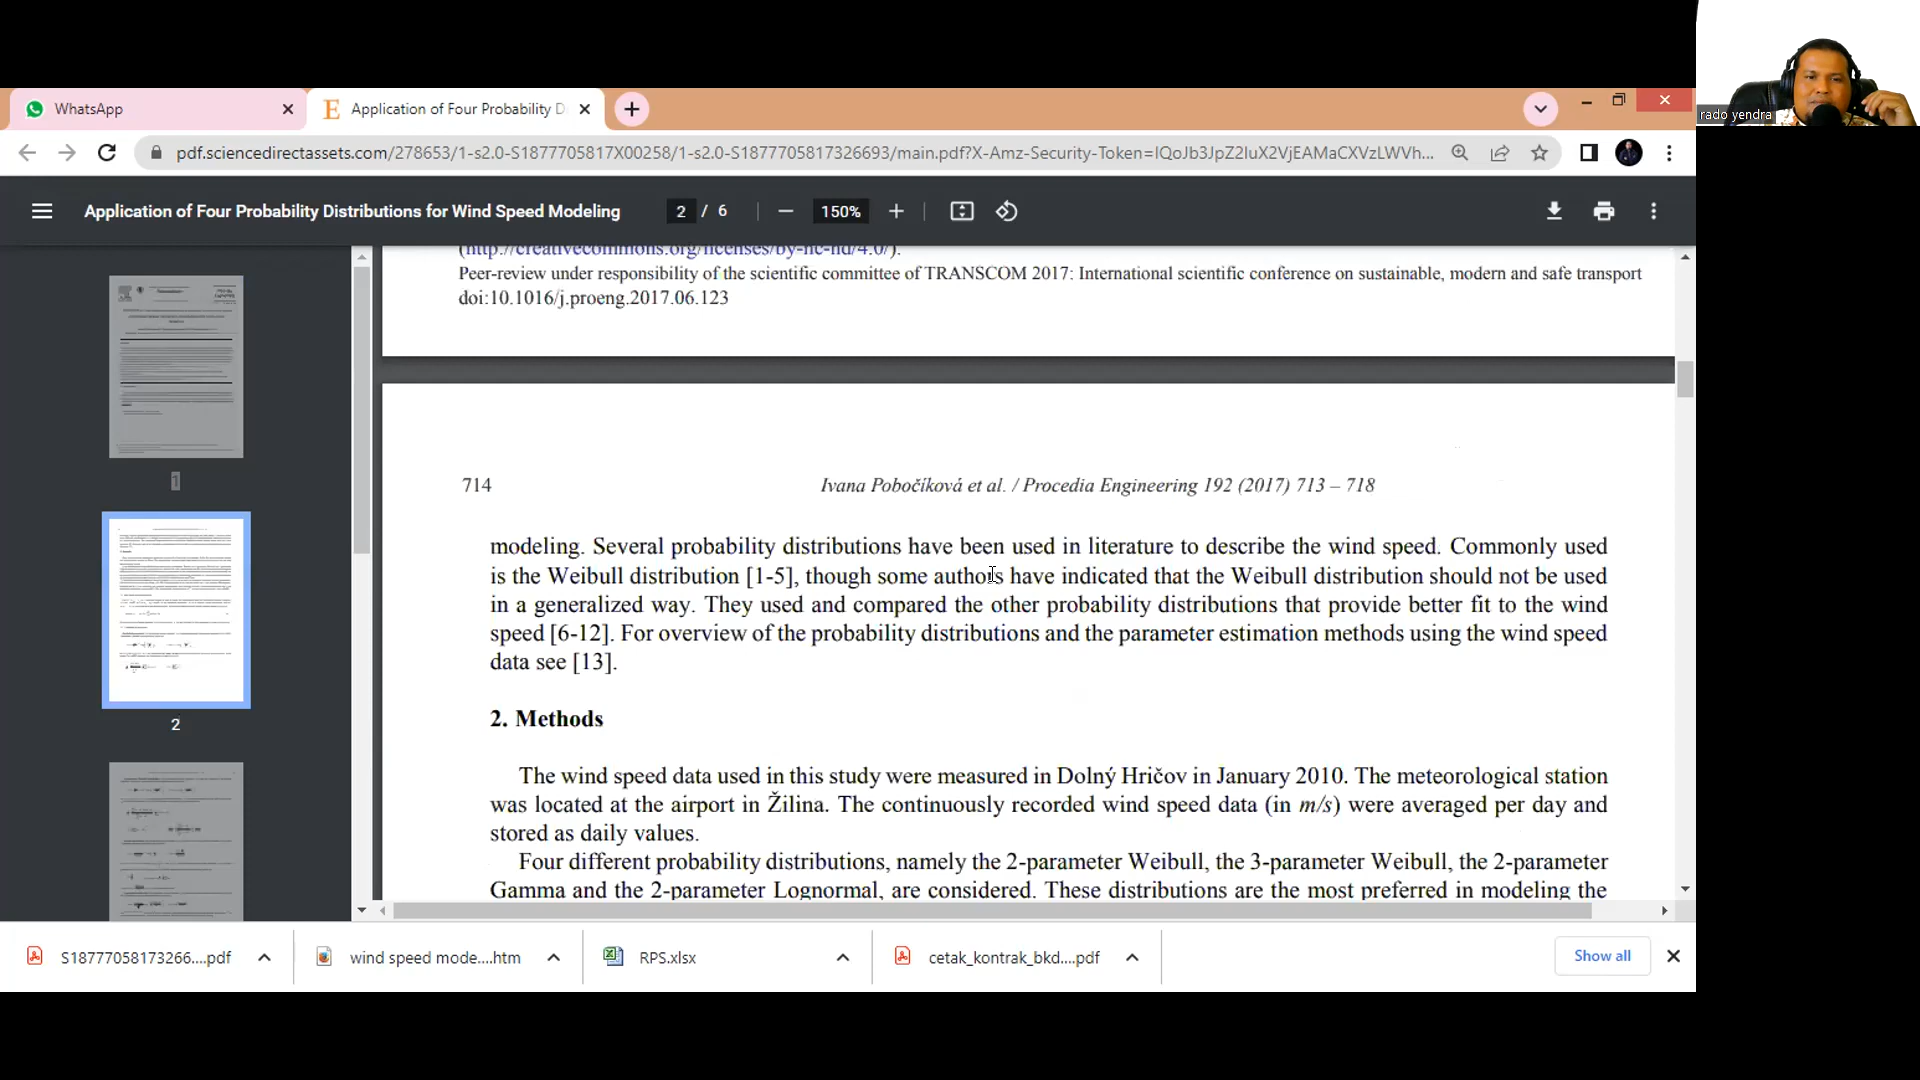 rado yendra
WhatsApp
Application of Four Probability D
pdf.sciencedirectassets.com/278653/1-s2.0-S1877705817X00258/1-s2.0-S1877705817326693/main.pdf?X-Amz-Security-Token=IQoJb3JpZ2luX2VjEAMaCXVzLWVh...
Application of Four Probability Distributions for Wind Speed Modeling
2 / 6
150%
1
2
(http://creativecommons.org/licenses/by-nc-nd/4.0/).
Peer-review under responsibility of the scientific committee of TRANSCOM 2017: International scientific conference on sustainable, modern and safe transport
doi:10.1016/j.proeng.2017.06.123
714
Ivana Pobočíková et al. / Procedia Engineering 192 (2017) 713 – 718
modeling. Several probability distributions have been used in literature to describe the wind speed. Commonly used
is the Weibull distribution [1-5], though some authors have indicated that the Weibull distribution should not be used
in a generalized way. They used and compared the other probability distributions that provide better fit to the wind
speed [6-12]. For overview of the probability distributions and the parameter estimation methods using the wind speed
data see [13].
2. Methods
The wind speed data used in this study were measured in Dolný Hričov in January 2010. The meteorological station
was located at the airport in Žilina. The continuously recorded wind speed data (in m/s) were averaged per day and
stored as daily values.
Four different probability distributions, namely the 2-parameter Weibull, the 3-parameter Weibull, the 2-parameter
Gamma and the 2-parameter Lognormal, are considered. These distributions are the most preferred in modeling the
S18777058173266....pdf
wind speed mode....htm
RPS.xlsx
cetak_kontrak_bkd....pdf
Show all